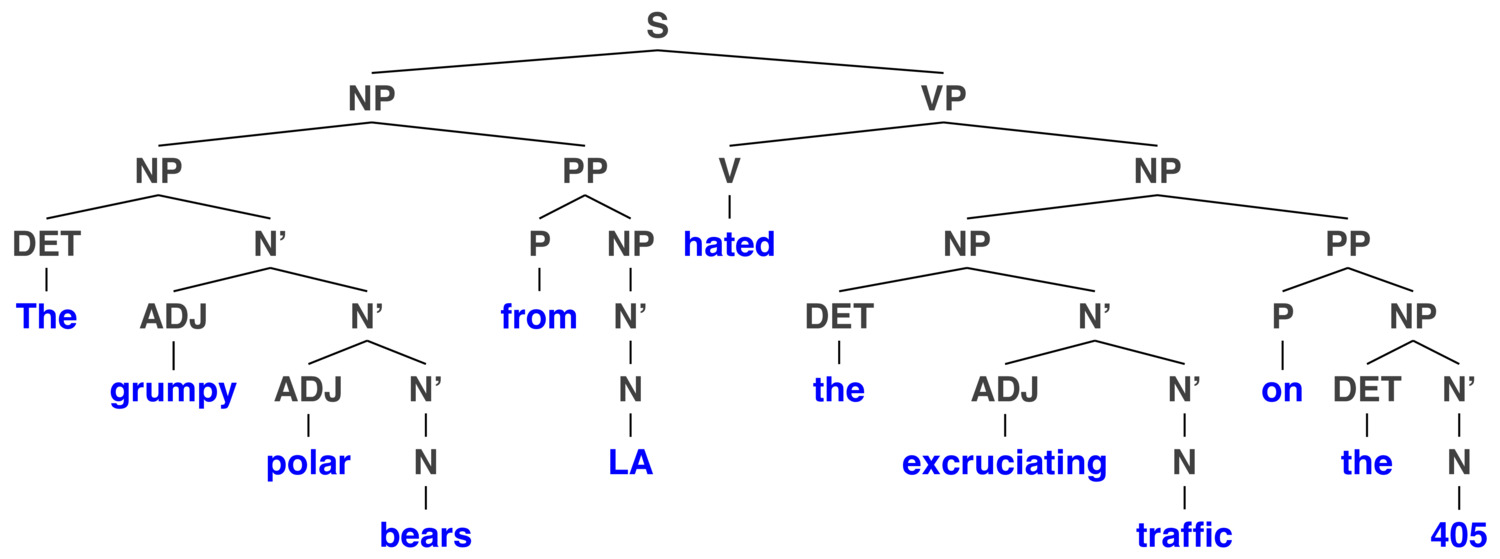 S
NP VP
NP PP V NP
DET N’ P NP hated NP PP
The ADJ N’ from N’ DET N’ P NP
grumpy ADJ N’ N the ADJ N’ on DET N’
polar N LA excruciating N the N
bears traffic 405